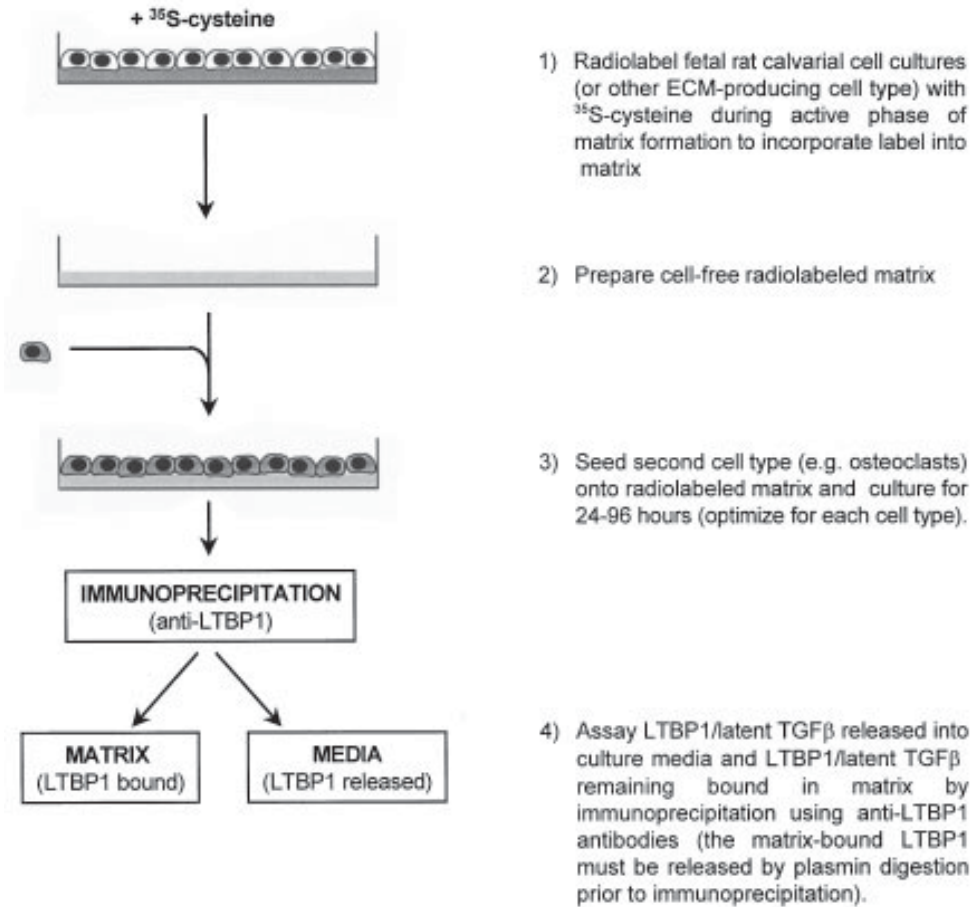 + ³⁵S-cysteine
1) Radiolabel fetal rat calvarial cell cultures
(or other ECM-producing cell type) with
³⁵S-cysteine during active phase of
matrix formation to incorporate label into
matrix
2) Prepare cell-free radiolabeled matrix
3) Seed second cell type (e.g. osteoclasts)
onto radiolabeled matrix and culture for
24-96 hours (optimize for each cell type).
IMMUNOPRECIPITATION
(anti-LTBP1)
MATRIX
(LTBP1 bound)
MEDIA
(LTBP1 released)
4) Assay LTBP1/latent TGFβ released into
culture media and LTBP1/latent TGFβ
remaining bound in matrix by
immunoprecipitation using anti-LTBP1
antibodies (the matrix-bound LTBP1
must be released by plasmin digestion
prior to immunoprecipitation).